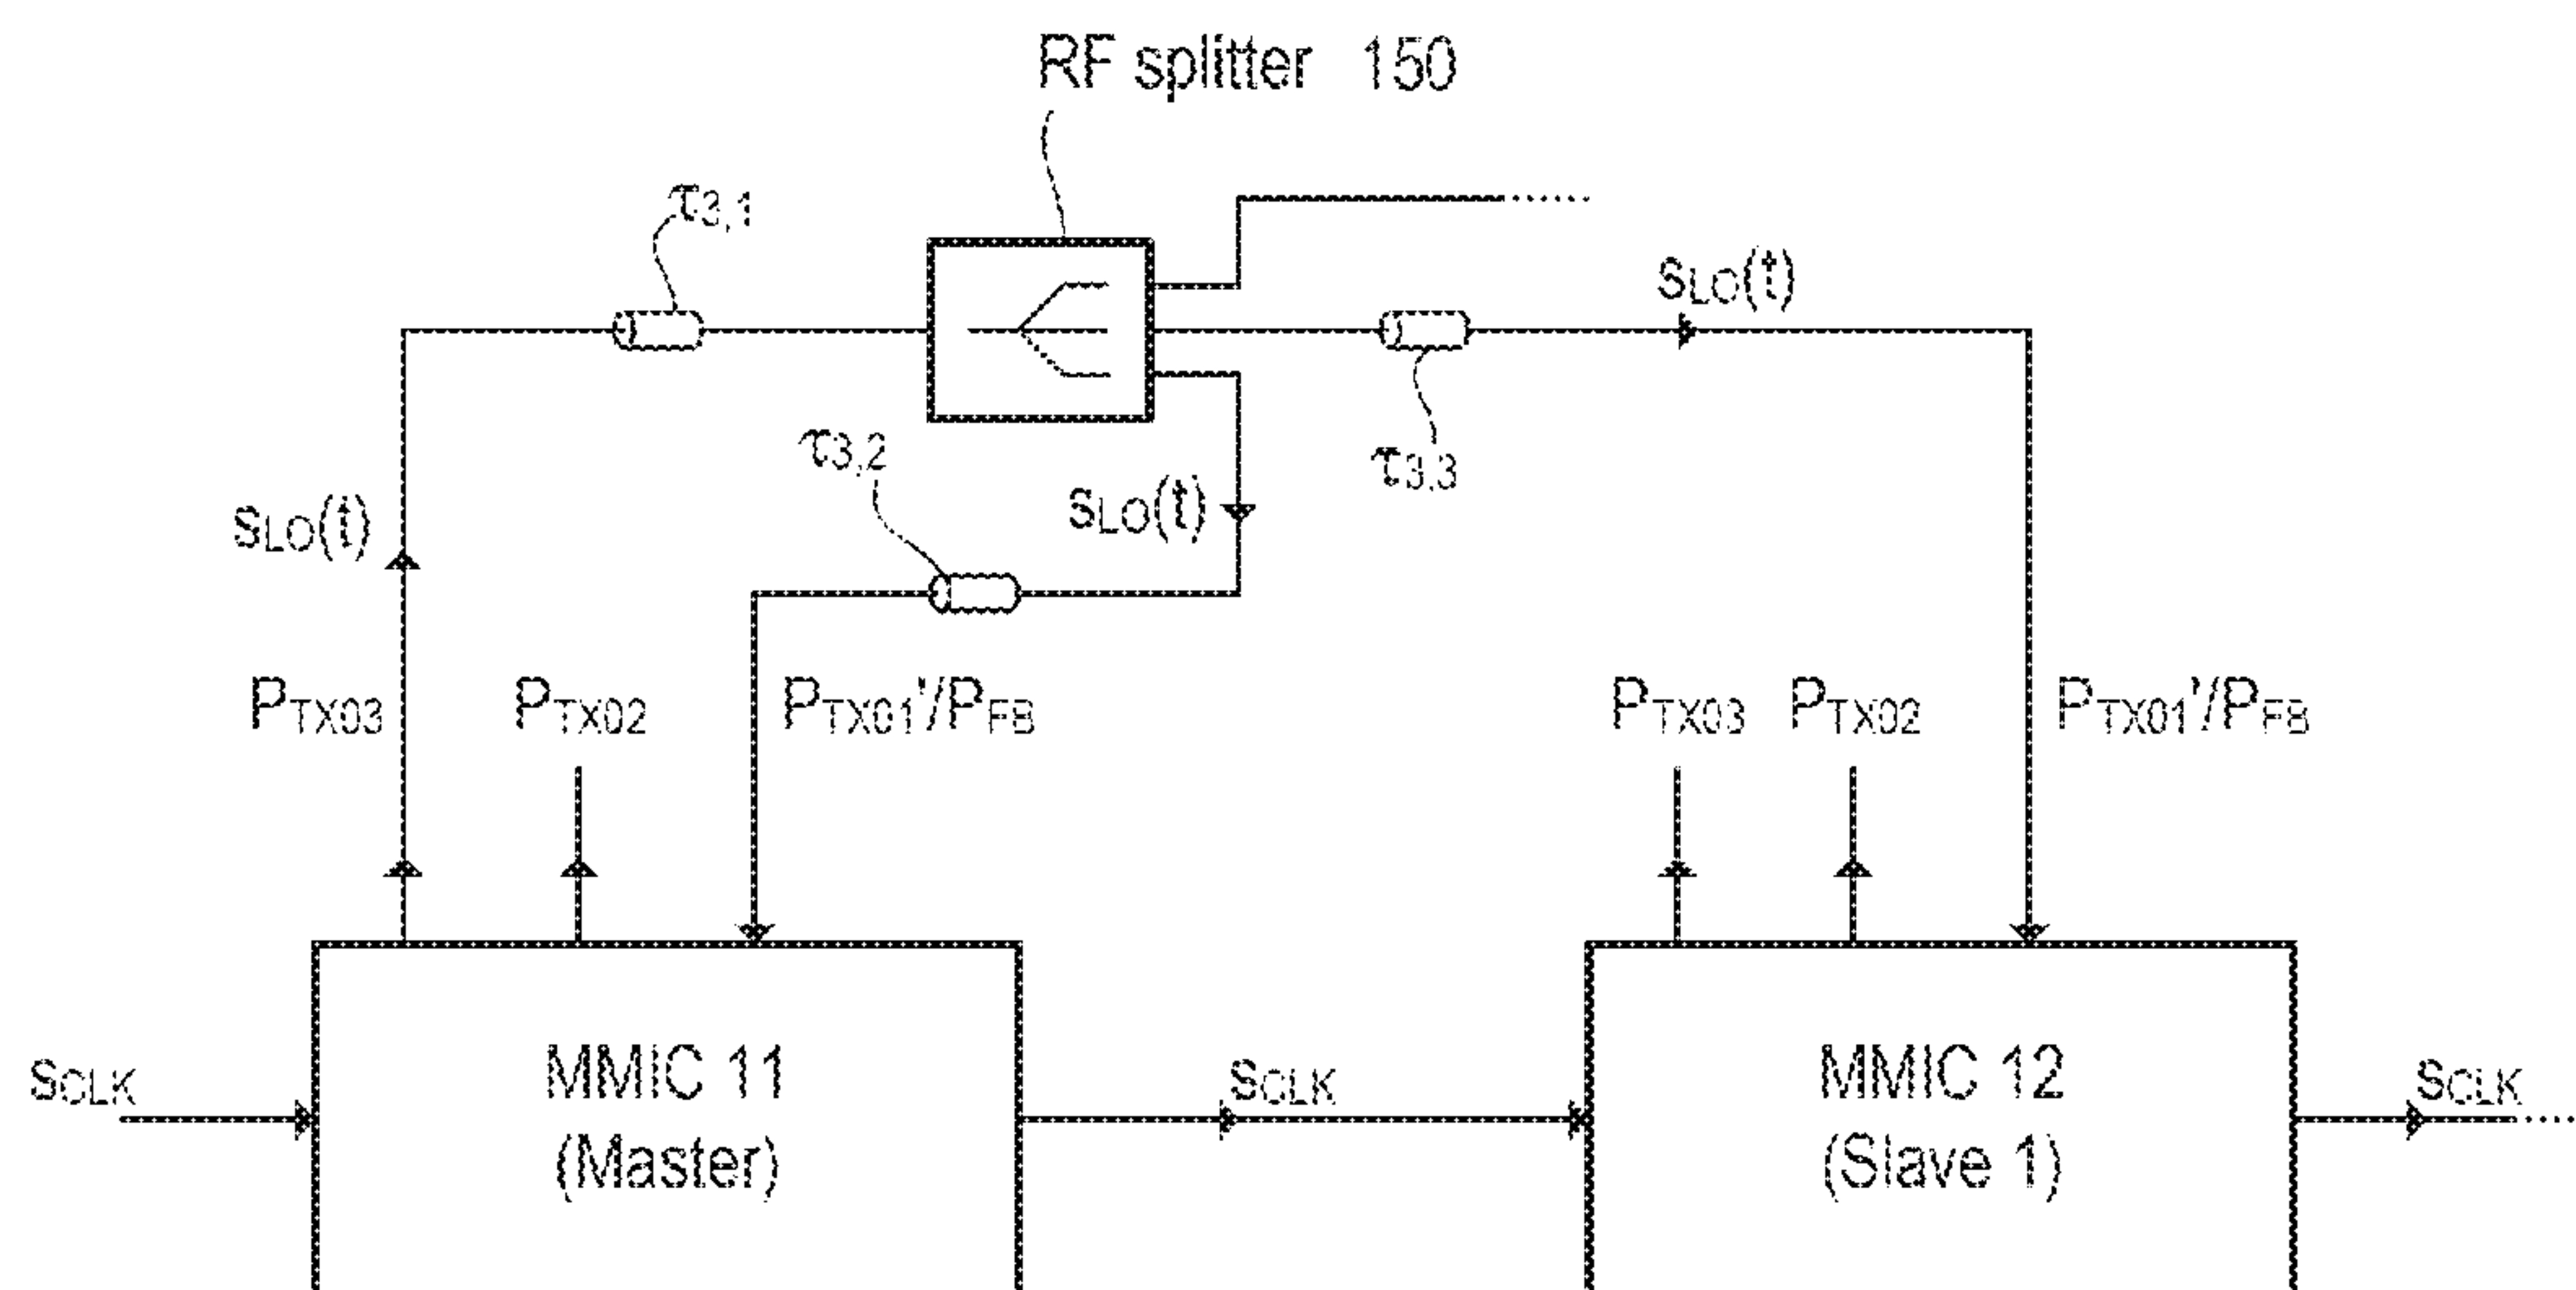 RF splitter 150
τ3,1
sLO(t)
τ3,2
τ3,3
sLO(t)
sLO(t)
PTX03
PTX02
PTX01'/PFB
PTX03
PTX02
PTX01'/PFB
sCLK
MMIC 11
(Master)
sCLK
MMIC 12
(Slave 1)
sCLK